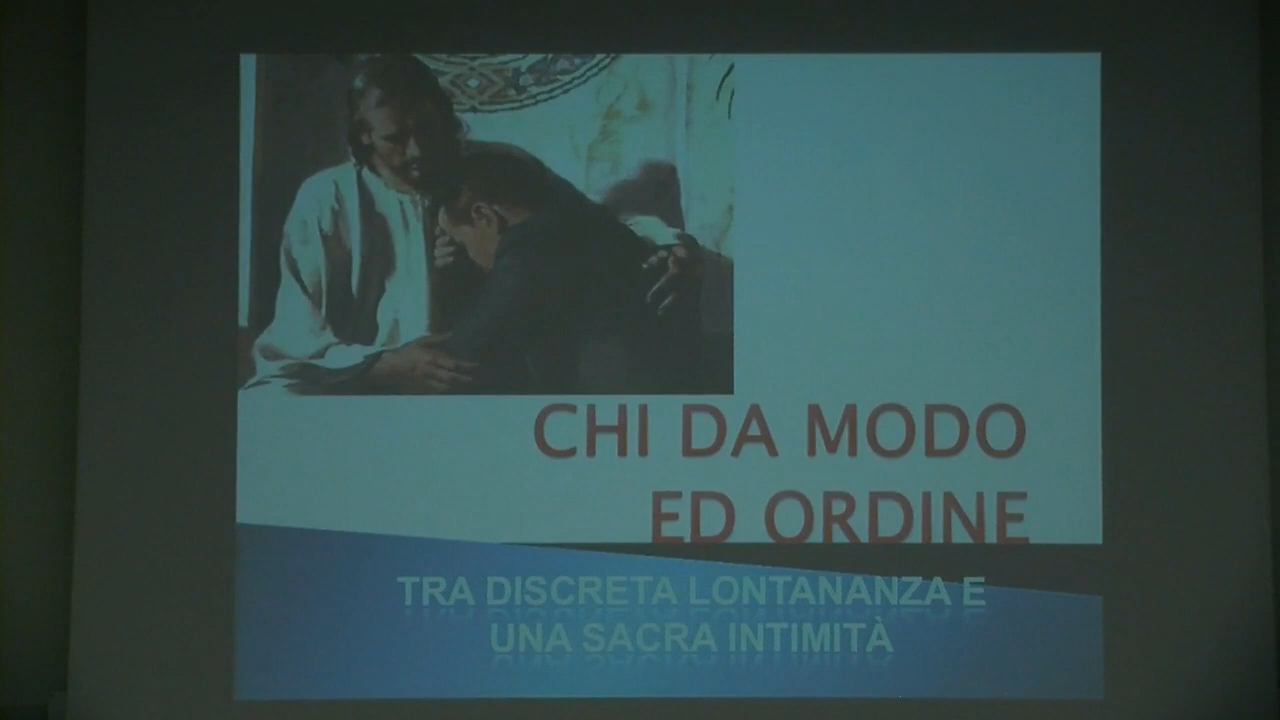 CHI DA MODO
ED ORDINE
TRA DISCRETA LONTANANZA E
UNA SACRA INTIMITÀ